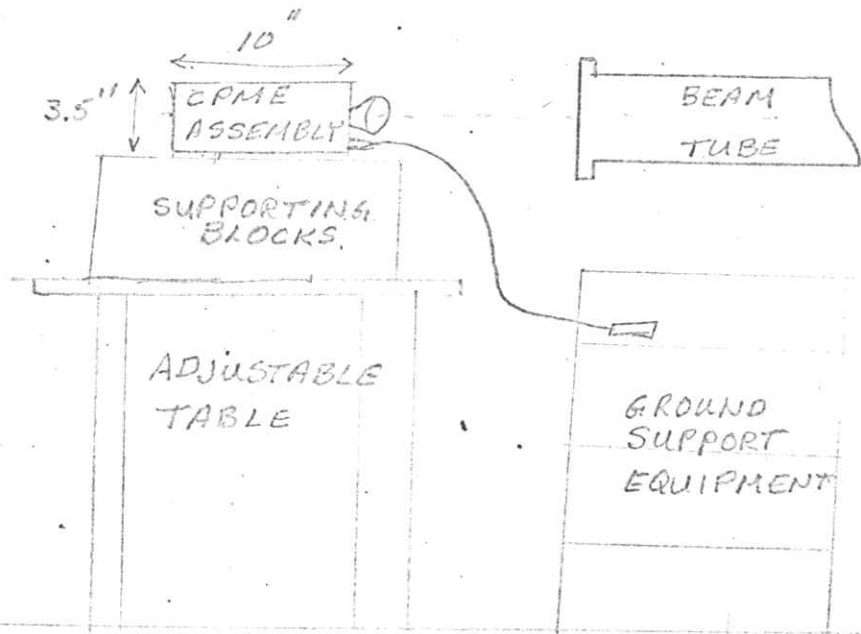 10"
3.5"
CPME
ASSEMBLY
BEAM
TUBE
SUPPORTING
BLOCKS.
ADJUSTABLE
TABLE
GROUND
SUPPORT
EQUIPMENT